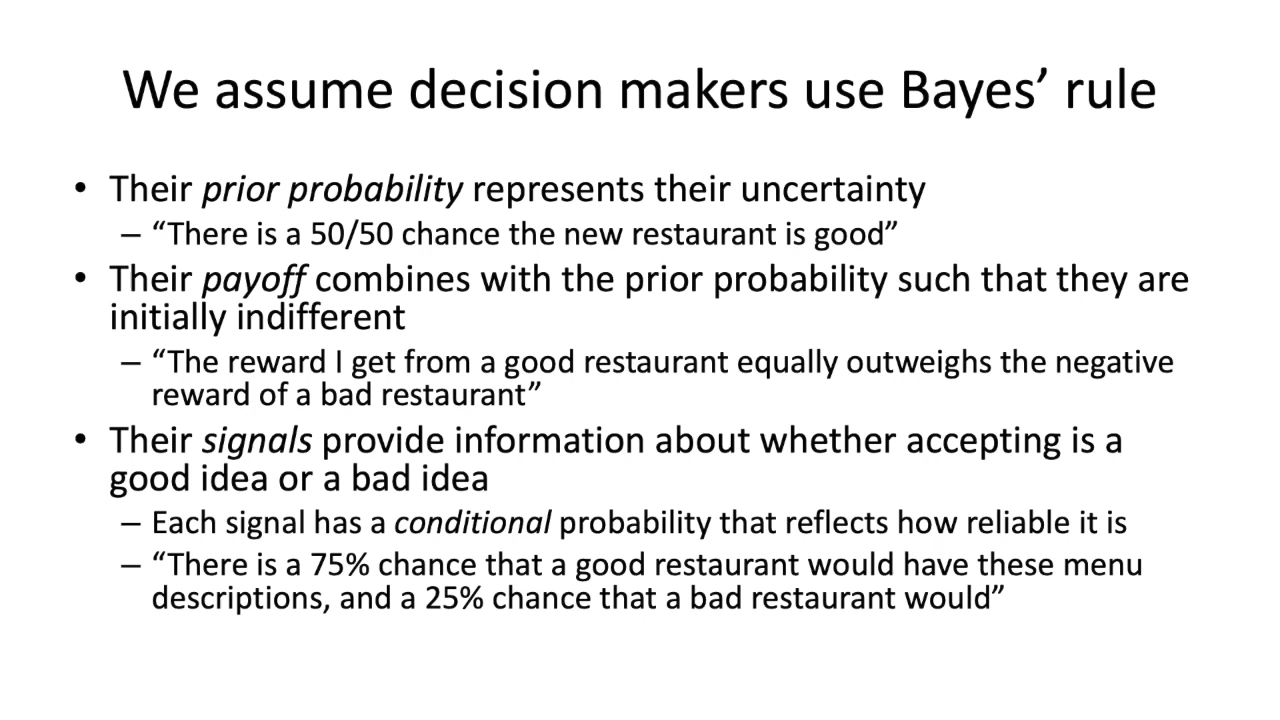 We assume decision makers use Bayes’ rule
• Their prior probability represents their uncertainty
– “There is a 50/50 chance the new restaurant is good”
• Their payoff combines with the prior probability such that they are
initially indifferent
– “The reward I get from a good restaurant equally outweighs the negative
reward of a bad restaurant”
• Their signals provide information about whether accepting is a
good idea or a bad idea
– Each signal has a conditional probability that reflects how reliable it is
– “There is a 75% chance that a good restaurant would have these menu
descriptions, and a 25% chance that a bad restaurant would”